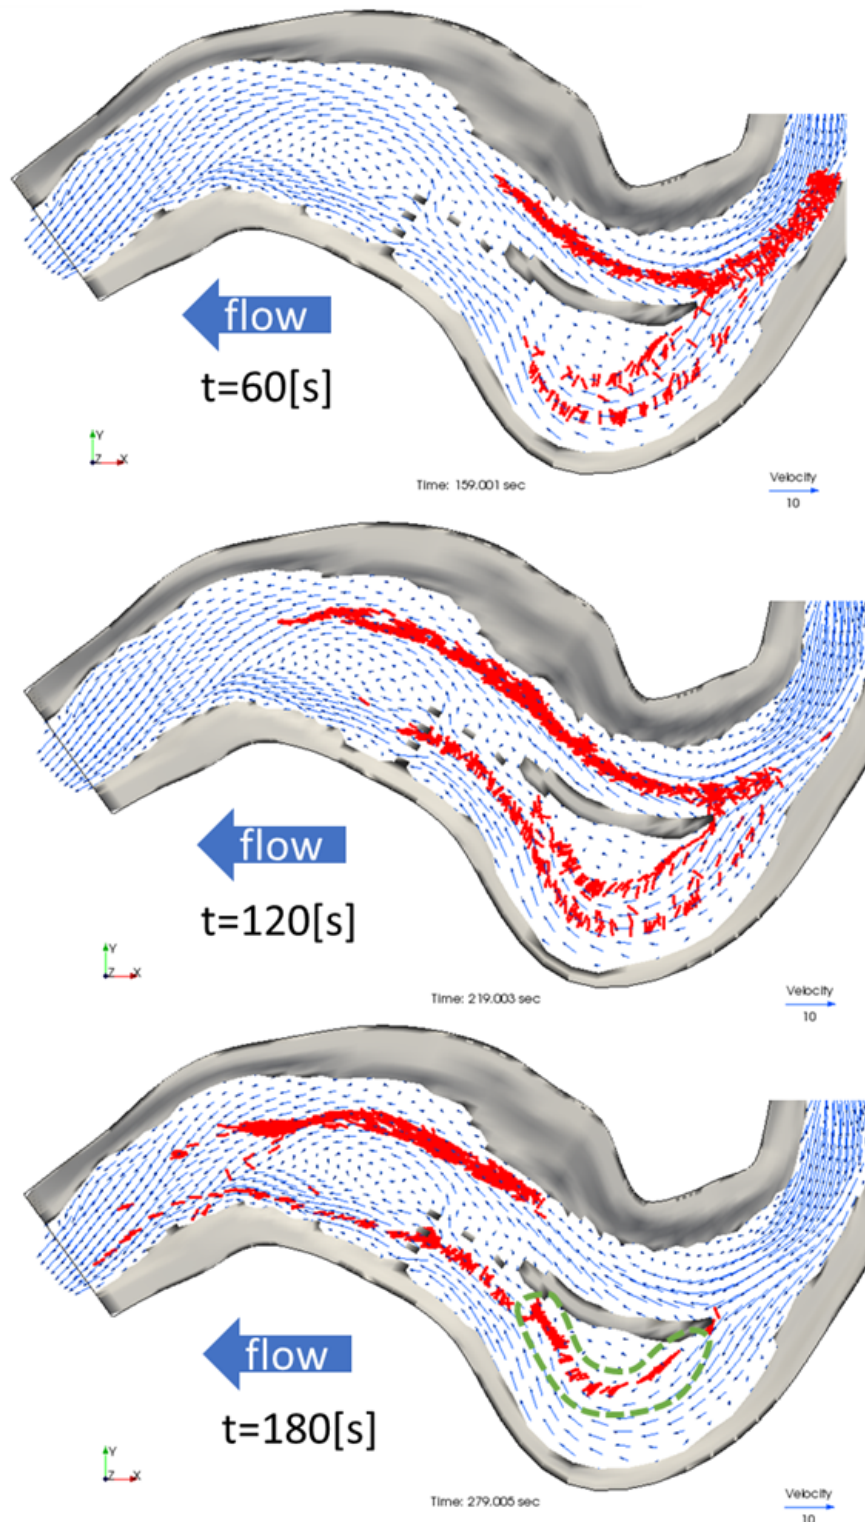 flow
t=60[s]
Y
Z X
Time: 159.001 sec
Velocity
10
flow
t=120[s]
Y
Z X
Time: 219.003 sec
Velocity
10
flow
t=180[s]
Y
Z X
Time: 279.005 sec
Velocity
10